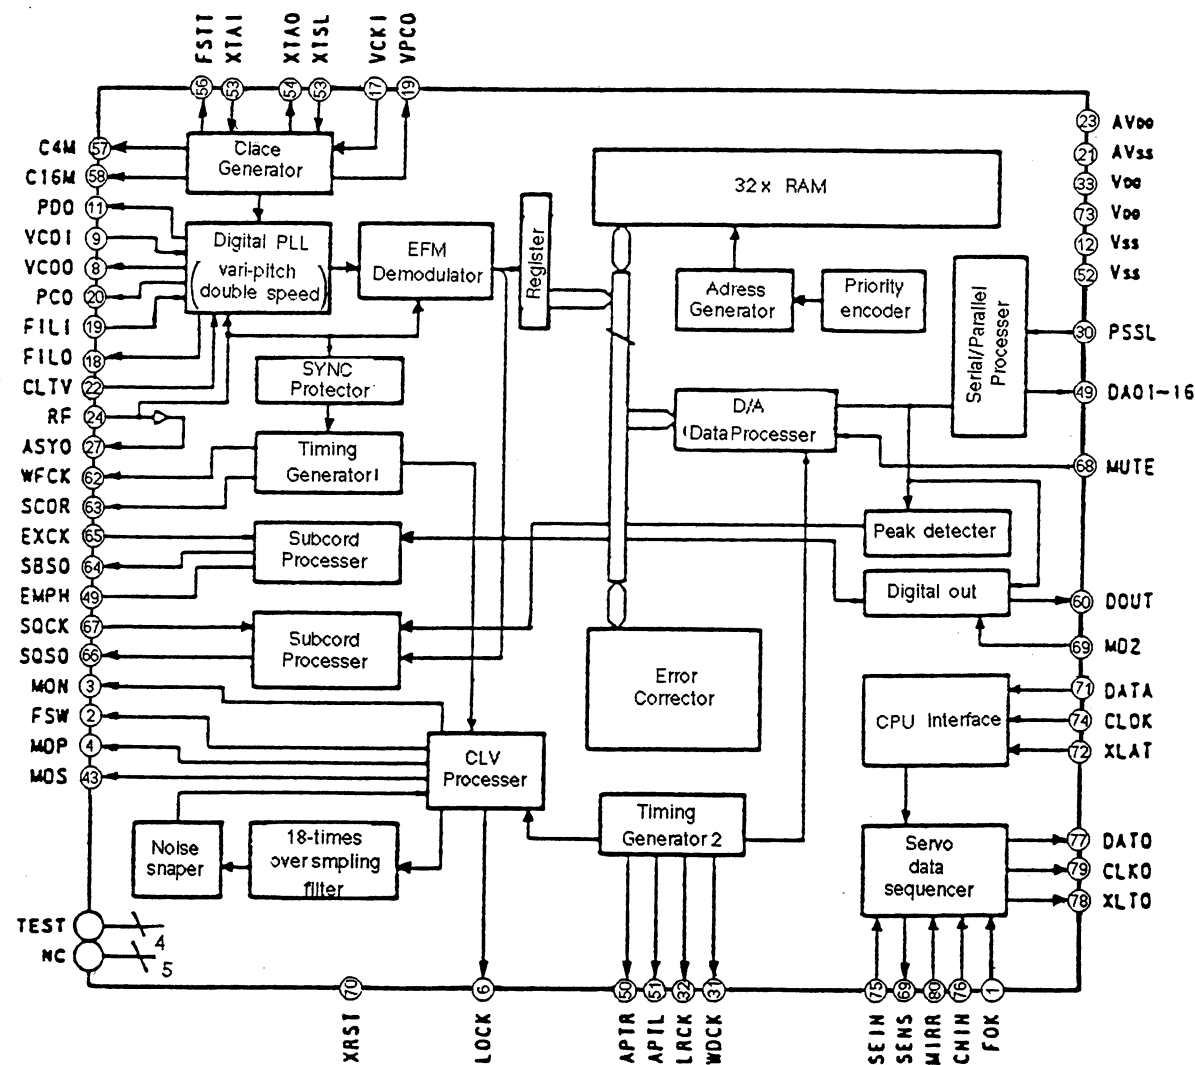 FSTT
XTAI
XTAO
XTSL
VCKI
VPCO
56
53
54
53
17
19
C4M 57
C16M 58
PDO 11
VCOI 9
VCOO 8
PCO 20
FILI 19
FILO 18
CLTV 22
RF 24
ASYO 27
WFCK 62
SCOR 63
EXCK 65
SBSO 64
EMPH 49
SQCK 67
SQSO 66
MON 3
FSW 2
MOP 4
MOS 43
TEST 4
NC 5
Clace
Generator
Digital PLL
(vari-pitch
double speed)
EFM
Demodulator
Register
SYNC
Protector
Timing
Generator 1
Subcord
Processer
Subcord
Processer
CLV
Processer
Noise
snaper
18-times
over smpling
filter
32x RAM
Adress
Generator
Priority
encoder
Serial/Parallel
Processer
D/A
(Data Processer
Peak detecter
Digital out
Error
Corrector
CPU Interface
Timing
Generator 2
Servo
data
sequencer
23 AVDD
21 AVSS
33 VDD
73 VDD
12 VSS
52 VSS
30 PSSL
49 DA01-16
68 MUTE
60 DOUT
69 MD2
71 DATA
74 CLOK
72 XLAT
77 DATO
79 CLKO
78 XLTO
70
6
50
51
32
31
75
69
80
76
1
XRST
LOCK
APTR
APTL
LRCK
WDCK
SEIN
SENS
MIRR
CNIN
FOK